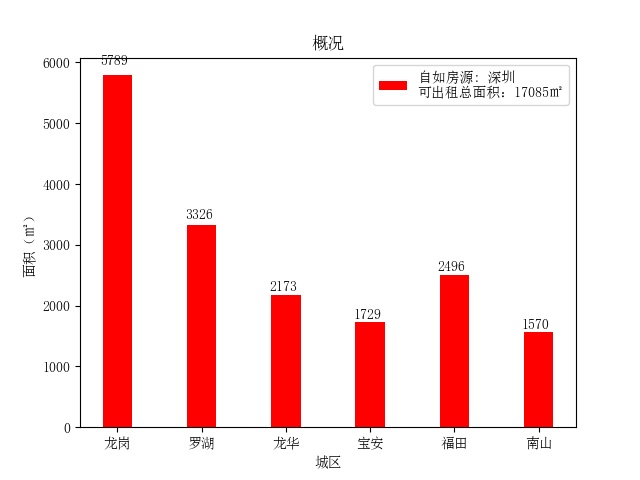 概况
自如房源: 深圳
可出租总面积: 17085㎡
面积（㎡）
6000
5000
4000
3000
2000
1000
0
5789
3326
2173
1729
2496
1570
龙岗 罗湖 龙华 宝安 福田 南山
城区